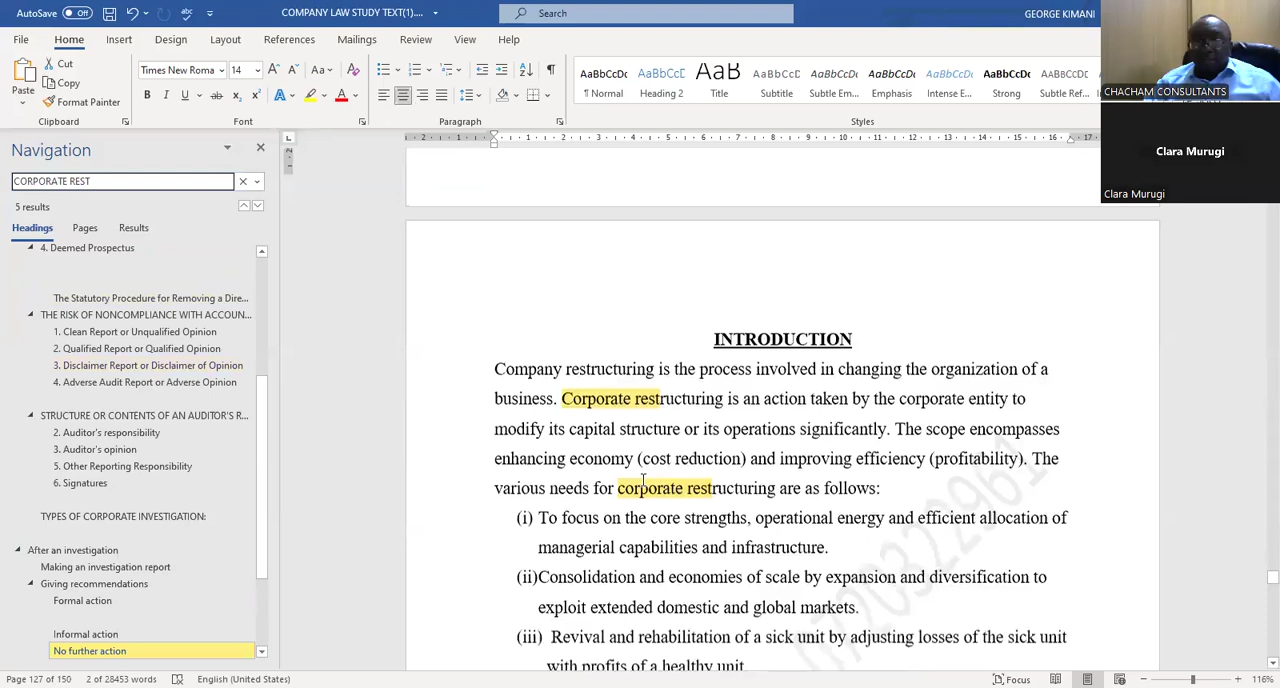 AutoSave Off
COMPANY LAW STUDY TEXT(1)....
Search
GEORGE KIMANI
File Home Insert Design Layout References Mailings Review View Help
Paste
Cut
Copy
Format Painter
Clipboard
Times New Roma 14
Font
Paragraph
AaBbCcDc AaBbCcDc AaB AaBbCcDc AaBbCcDc AaBbCcDc AaBbCcDc AaBbCcDc AaBbCcDc
¶ Normal Heading 2 Title Subtitle Subtle Em... Emphasis Intense E... Strong Subtle Ref...
Styles
CHACHAM CONSULTANTS
Clara Murugi
Clara Murugi
Navigation
CORPORATE REST
5 results
Headings Pages Results
4. Deemed Prospectus
The Statutory Procedure for Removing a Dire...
THE RISK OF NONCOMPLIANCE WITH ACCOUN...
1. Clean Report or Unqualified Opinion
2. Qualified Report or Qualified Opinion
3. Disclaimer Report or Disclaimer of Opinion
4. Adverse Audit Report or Adverse Opinion
STRUCTURE OR CONTENTS OF AN AUDITOR'S R...
2. Auditor's responsibility
3. Auditor's opinion
5. Other Reporting Responsibility
6. Signatures
TYPES OF CORPORATE INVESTIGATION:
After an investigation
Making an investigation report
Giving recommendations
Formal action
Informal action
No further action
INTRODUCTION
Company restructuring is the process involved in changing the organization of a
business. Corporate restructuring is an action taken by the corporate entity to
modify its capital structure or its operations significantly. The scope encompasses
enhancing economy (cost reduction) and improving efficiency (profitability). The
various needs for corporate restructuring are as follows:
(i) To focus on the core strengths, operational energy and efficient allocation of
managerial capabilities and infrastructure.
(ii)Consolidation and economies of scale by expansion and diversification to
exploit extended domestic and global markets.
(iii) Revival and rehabilitation of a sick unit by adjusting losses of the sick unit
with profits of a healthy unit.
Page 127 of 150 2 of 28453 words English (United States)
Focus
116%